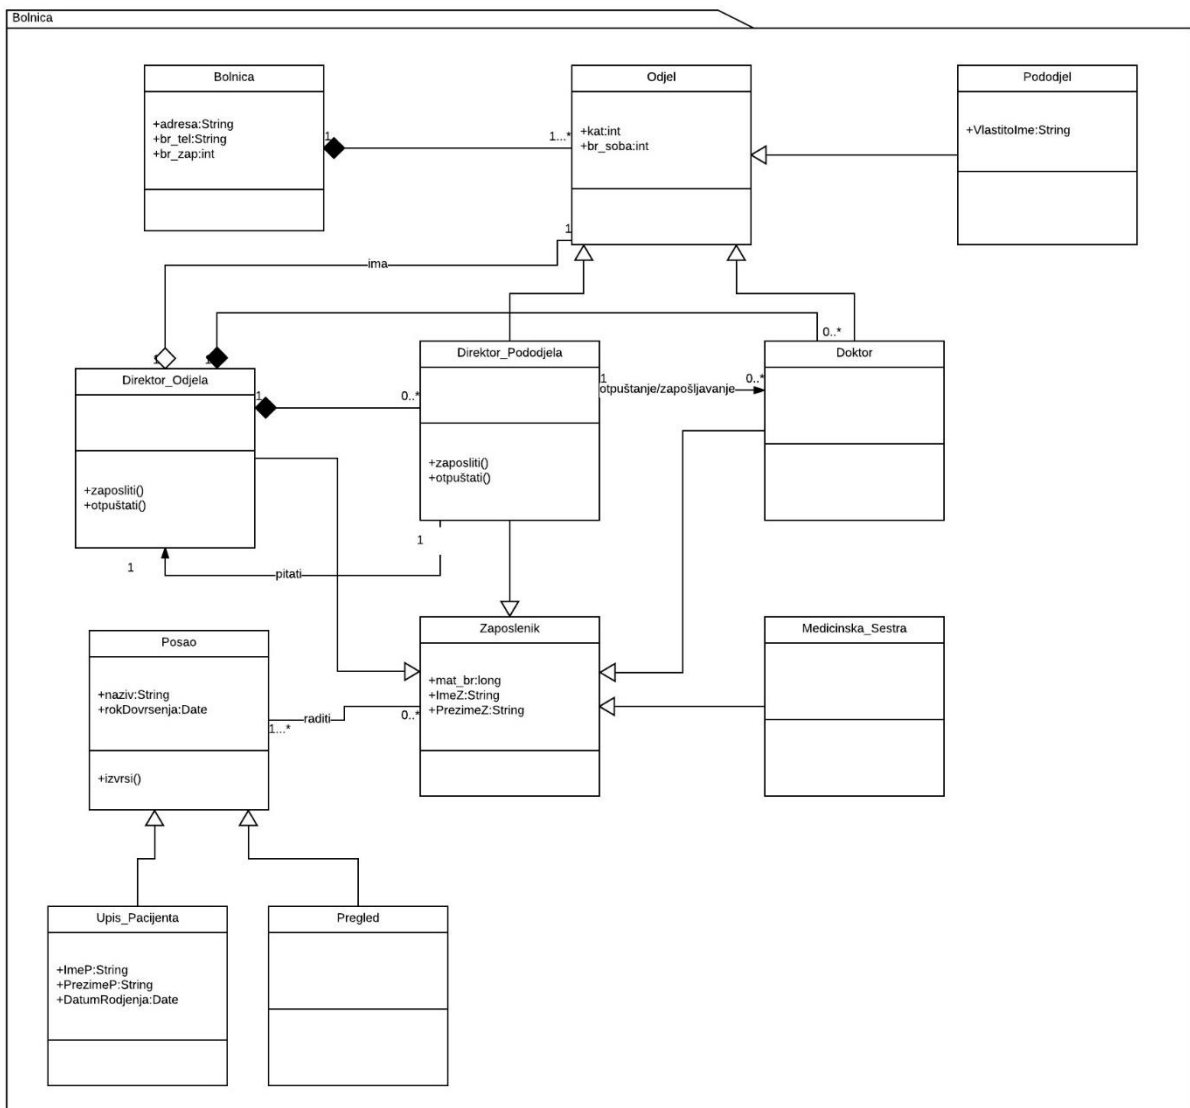 Bolnica
Bolnica
+adresa:String
+br_tel:String
+br_zap:int
1
1...*
Odjel
+kat:int
+br_soba:int
Pododjel
+VlastitoIme:String
1
ima
1
1
0..*
Direktor_Odjela
+zaposliti()
+otpuštati()
1
0..*
Direktor_Pododjela
+zaposliti()
+otpuštati()
1
otpuštanje/zapošljavanje
0..*
Doktor
1
1
pitati
Posao
+naziv:String
+rokDovrsenja:Date
+izvrsi()
1...*
raditi
0..*
Zaposlenik
+mat_br:long
+ImeZ:String
+PrezimeZ:String
Medicinska_Sestra
Upis_Pacijenta
+ImeP:String
+PrezimeP:String
+DatumRodjenja:Date
Pregled